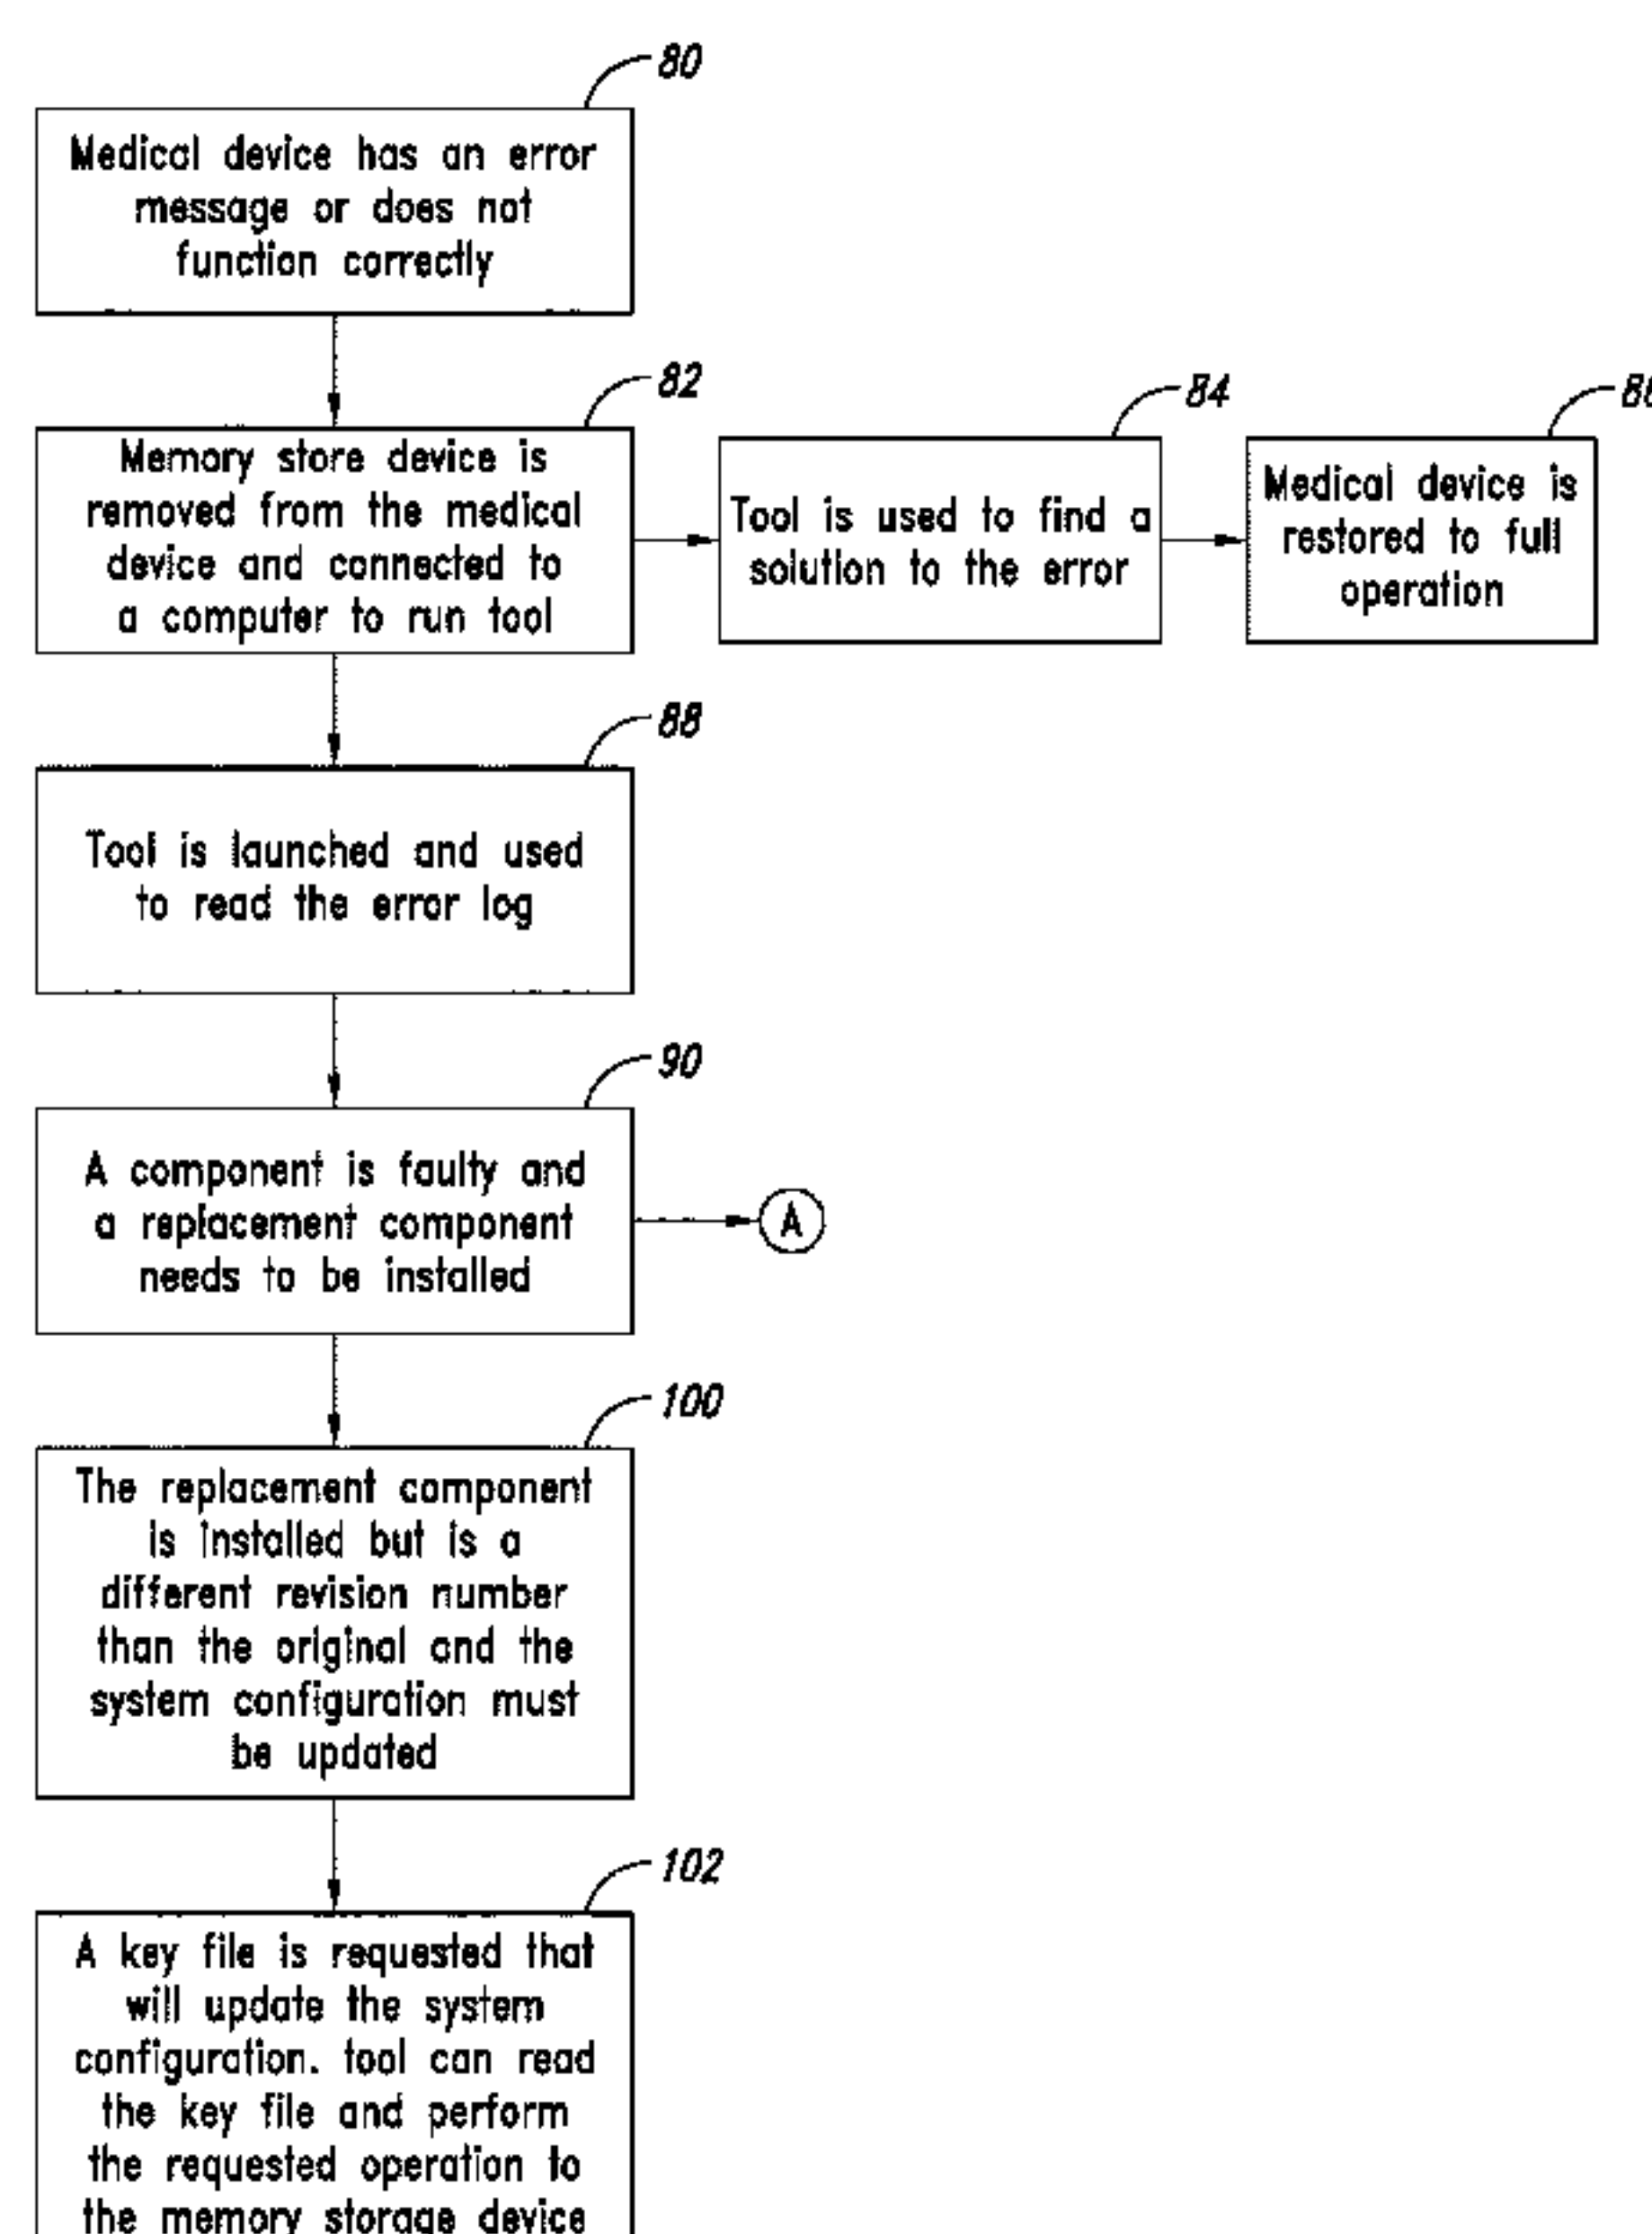 80
Medical device has an error
message or does not
function correctly
82
Memory store device is
removed from the medical
device and connected to
a computer to run tool
84
Tool is used to find a
solution to the error
Medical device is
restored to full
operation
88
Tool is launched and used
to read the error log
90
A component is faulty and
a replacement component
needs to be installed
A
100
The replacement component
is installed but is a
different revision number
than the original and the
system configuration must
be updated
102
A key file is requested that
will update the system
configuration. tool can read
the key file and perform
the requested operation to
the memory storage device